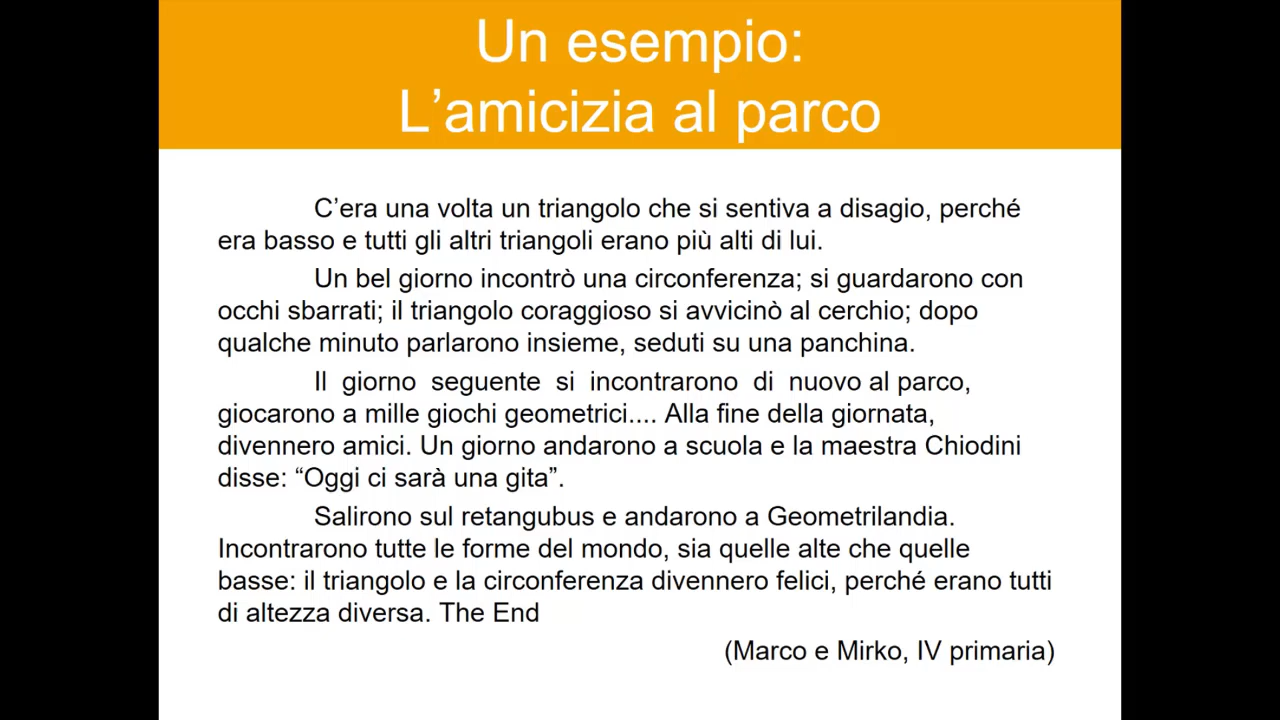 Un esempio:
L’amicizia al parco
C’era una volta un triangolo che si sentiva a disagio, perché
era basso e tutti gli altri triangoli erano più alti di lui.
Un bel giorno incontrò una circonferenza; si guardarono con
occhi sbarrati; il triangolo coraggioso si avvicinò al cerchio; dopo
qualche minuto parlarono insieme, seduti su una panchina.
Il giorno seguente si incontrarono di nuovo al parco,
giocarono a mille giochi geometrici.... Alla fine della giornata,
divennero amici. Un giorno andarono a scuola e la maestra Chiodini
disse: “Oggi ci sarà una gita”.
Salirono sul retangubus e andarono a Geometrilandia.
Incontrarono tutte le forme del mondo, sia quelle alte che quelle
basse: il triangolo e la circonferenza divennero felici, perché erano tutti
di altezza diversa. The End
(Marco e Mirko, IV primaria)